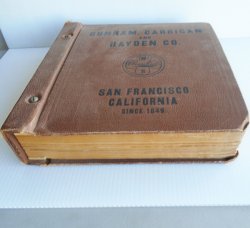 DUNHAM, CARRIGAN
AND
HAYDEN CO.
SAN FRANCISCO
CALIFORNIA
SINCE 1849